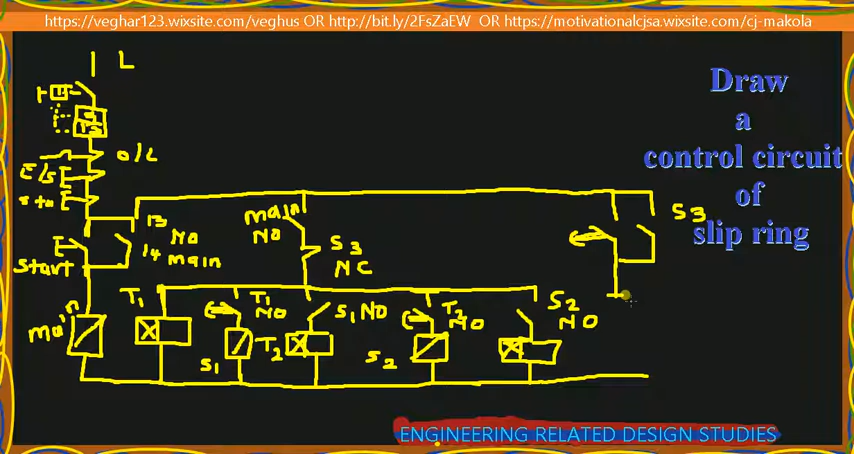 https://veghar123.wixsite.com/veghus OR http://bit.ly/2FsZaEW OR https://motivationalcjsa.wixsite.com/cj-makola
L
Draw
a
control circuit
of
slip ring
O/L
E/S
13
NO
14
main
start
main
NO
S3
NC
S3
T1
T1
NO
S1 NO
T2
NO
S2
NO
main
S1
T2
S2
ENGINEERING RELATED DESIGN STUDIES